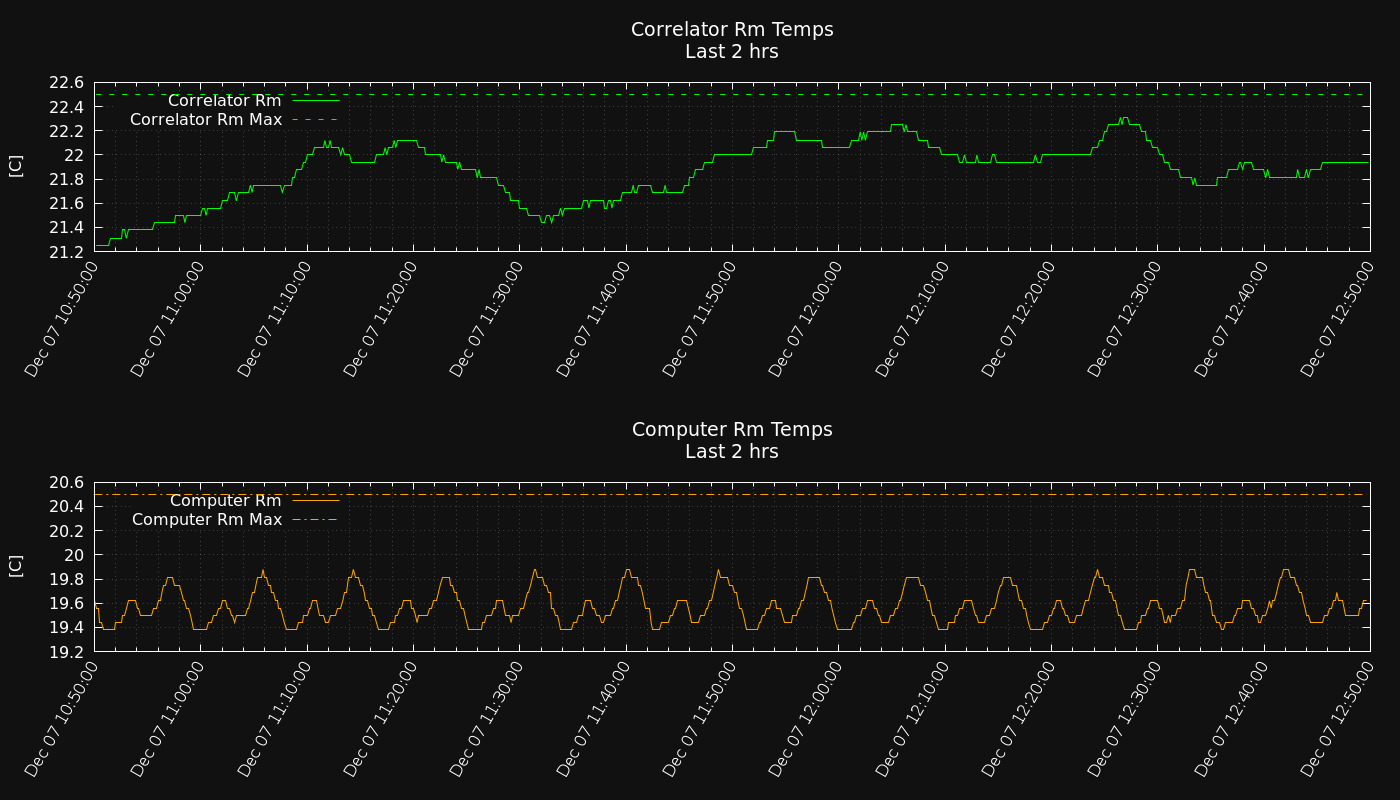 Correlator Rm Temps
Last 2 hrs
[C]
22.6
22.4
22.2
22
21.8
21.6
21.4
21.2
Correlator Rm
Correlator Rm Max
Dec 07 10:50:00
Dec 07 11:00:00
Dec 07 11:10:00
Dec 07 11:20:00
Dec 07 11:30:00
Dec 07 11:40:00
Dec 07 11:50:00
Dec 07 12:00:00
Dec 07 12:10:00
Dec 07 12:20:00
Dec 07 12:30:00
Dec 07 12:40:00
Dec 07 12:50:00
Computer Rm Temps
Last 2 hrs
[C]
20.6
20.4
20.2
20
19.8
19.6
19.4
19.2
Computer Rm
Computer Rm Max
Dec 07 10:50:00
Dec 07 11:00:00
Dec 07 11:10:00
Dec 07 11:20:00
Dec 07 11:30:00
Dec 07 11:40:00
Dec 07 11:50:00
Dec 07 12:00:00
Dec 07 12:10:00
Dec 07 12:20:00
Dec 07 12:30:00
Dec 07 12:40:00
Dec 07 12:50:00